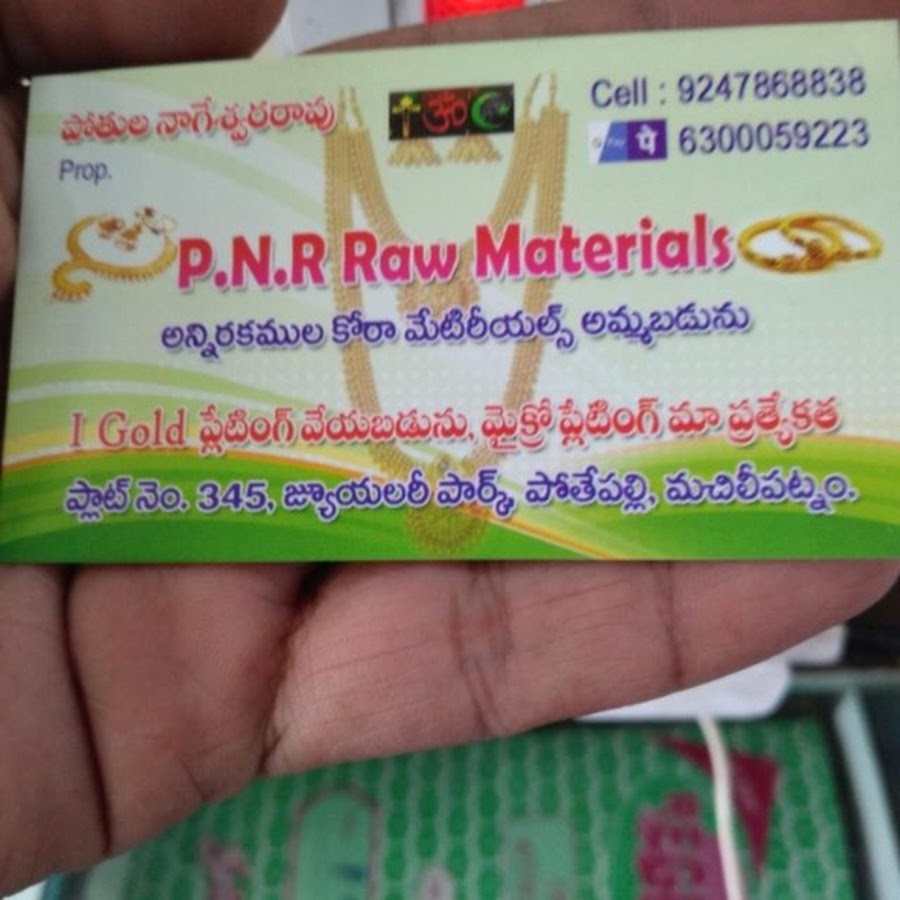 పోతుల నాగేశ్వరరావు
Prop.
ॐ
Cell : 9247868838
G Pay पे 6300059223
P.N.R Raw Materials
అన్నిరకముల కోరా మేటిరీయల్స్ అమ్మబడును
I Gold ప్లేటింగ్ వేయబడును, మైక్రో ప్లేటింగ్ మా ప్రత్యేకత
ప్లాట్ నెం. 345, జ్యూయలరీ పార్క్, పోతేపల్లి, మచిలీపట్నం.